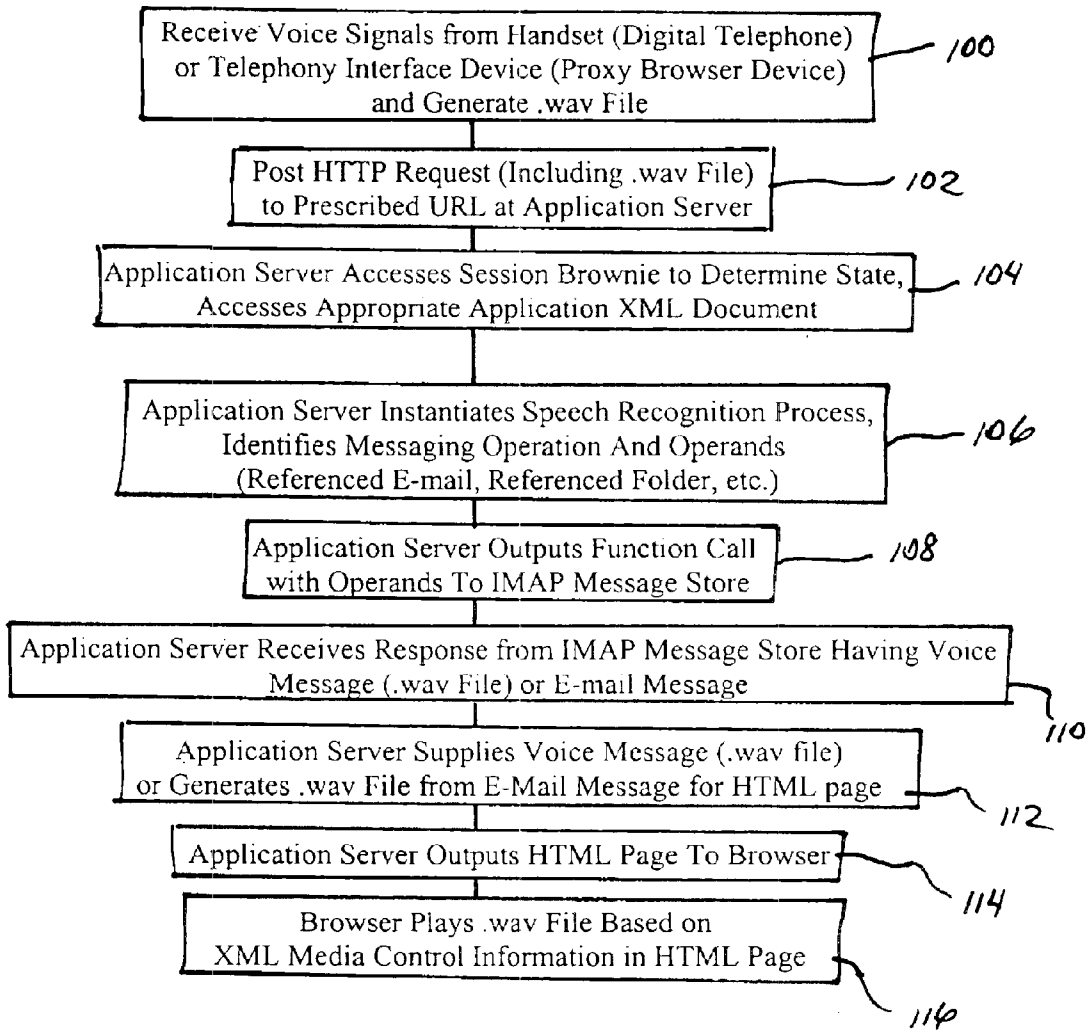 Receive Voice Signals from Handset (Digital Telephone)
or Telephony Interface Device (Proxy Browser Device)
and Generate .wav File
100
Post HTTP Request (Including .wav File)
to Prescribed URL at Application Server
102
Application Server Accesses Session Brownie to Determine State,
Accesses Appropriate Application XML Document
104
Application Server Instantiates Speech Recognition Process,
Identifies Messaging Operation And Operands
(Referenced E-mail, Referenced Folder, etc.)
106
Application Server Outputs Function Call
with Operands To IMAP Message Store
108
Application Server Receives Response from IMAP Message Store Having Voice
Message (.wav File) or E-mail Message
110
Application Server Supplies Voice Message (.wav file)
or Generates .wav File from E-Mail Message for HTML page
112
Application Server Outputs HTML Page To Browser
114
Browser Plays .wav File Based on
XML Media Control Information in HTML Page
116